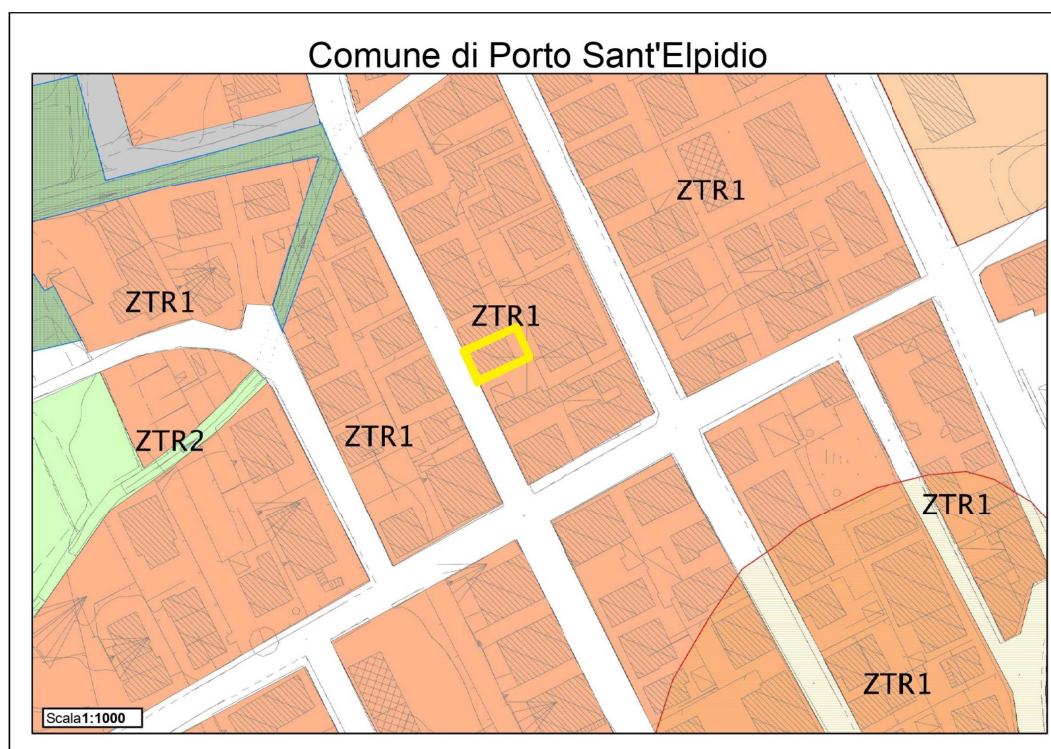 Comune di Porto Sant'Elpidio
ZTR1
ZTR1
ZTR1
ZTR1
ZTR2
ZTR1
ZTR1
Scala1:1000